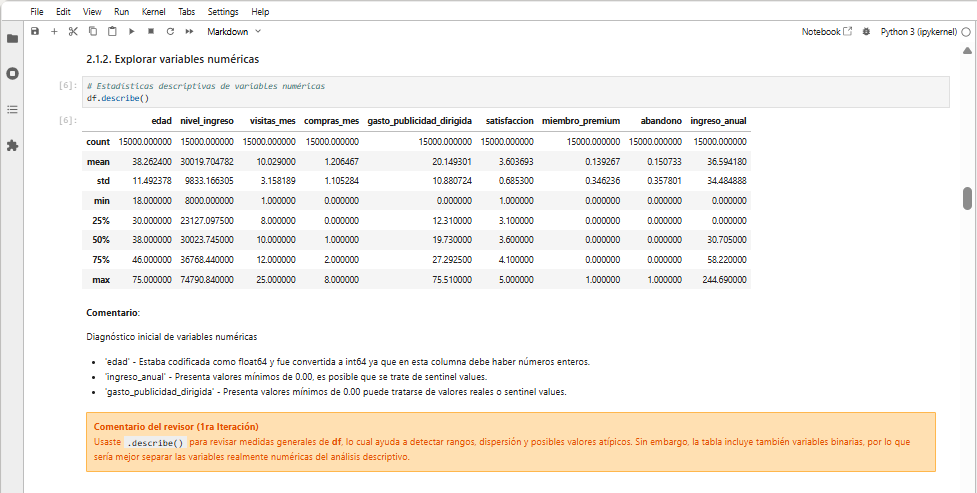 File Edit View Run Kernel Tabs Settings Help
Markdown Notebook Python 3 (ipykernel)
2.1.2. Explorar variables numéricas
[6]: # Estadísticas descriptivas de variables numéricas
df.describe()
[6]: edad nivel_ingreso visitas_mes compras_mes gasto_publicidad_dirigida satisfaccion miembro_premium abandono ingreso_anual
count 15000.000000 15000.000000 15000.000000 15000.000000 15000.000000 15000.000000 15000.000000 15000.000000 15000.000000
mean 38.262400 30019.704782 10.029000 1.206467 20.149301 3.603693 0.139267 0.150733 36.594180
std 11.492378 9833.166305 3.158189 1.105284 10.880724 0.685300 0.346236 0.357801 34.484888
min 18.000000 8000.000000 1.000000 0.000000 0.000000 1.000000 0.000000 0.000000 0.000000
25% 30.000000 23127.097500 8.000000 0.000000 12.310000 3.100000 0.000000 0.000000 0.000000
50% 38.000000 30023.745000 10.000000 1.000000 19.730000 3.600000 0.000000 0.000000 30.705000
75% 46.000000 36768.440000 12.000000 2.000000 27.292500 4.100000 0.000000 0.000000 58.220000
max 75.000000 74790.840000 25.000000 8.000000 75.510000 5.000000 1.000000 1.000000 244.690000
Comentario:
Diagnóstico inicial de variables numéricas
• 'edad' - Estaba codificada como float64 y fue convertida a int64 ya que en esta columna debe haber números enteros.
• 'ingreso_anual' - Presenta valores mínimos de 0.00, es posible que se trate de sentinel values.
• 'gasto_publicidad_dirigida' - Presenta valores mínimos de 0.00 puede tratarse de valores reales o sentinel values.
Comentario del revisor (1ra Iteración)
Usaste .describe() para revisar medidas generales de df, lo cual ayuda a detectar rangos, dispersión y posibles valores atípicos. Sin embargo, la tabla incluye también variables binarias, por lo que
sería mejor separar las variables realmente numéricas del análisis descriptivo.